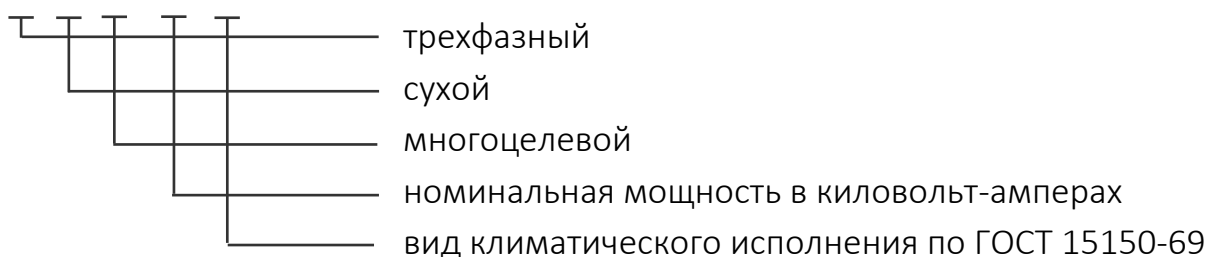 трехфазный
сухой
многоцелевой
номинальная мощность в киловольт-амперах
вид климатического исполнения по ГОСТ 15150-69